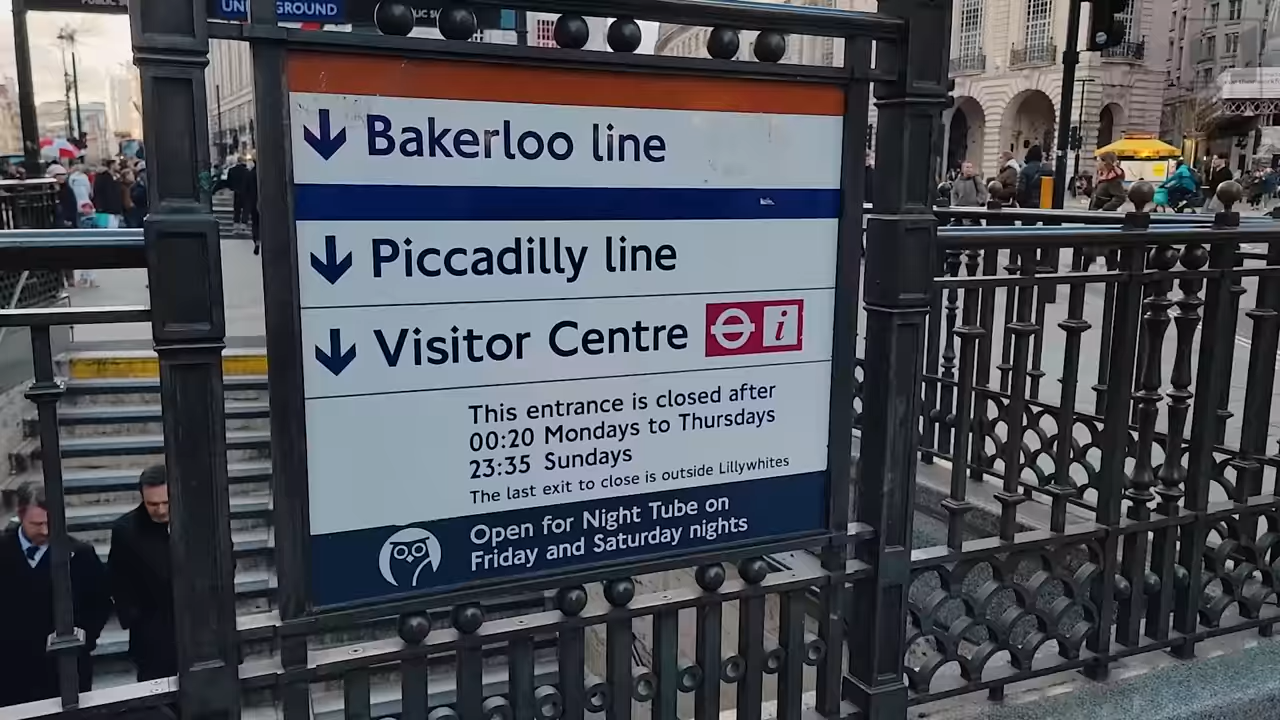 UNDERGROUND
Bakerloo line
Piccadilly line
Visitor Centre i
This entrance is closed after
00:20 Mondays to Thursdays
23:35 Sundays
The last exit to close is outside Lillywhites
Open for Night Tube on
Friday and Saturday nights